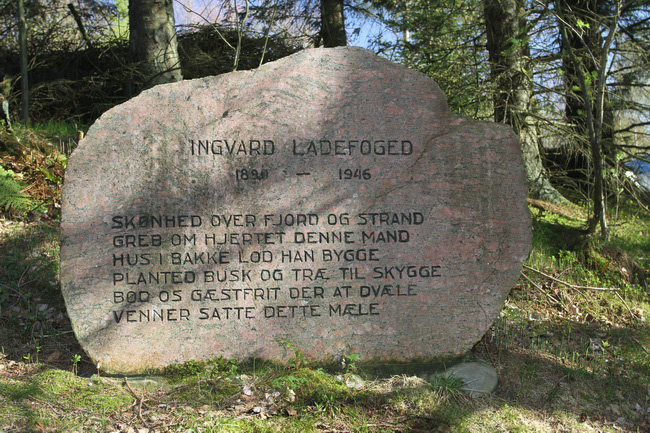 INGVARD LADEFOGED
1890 — 1946
SKØNHED OVER FJORD OG STRAND
GREB OM HJERTET DENNE MAND
HUS I BAKKE LOD HAN BYGGE
PLANTED BUSK OG TRÆ TIL SKYGGE
BØD OS GÆSTFRIT DER AT DVÆLE
VENNER SATTE DETTE MÆLE